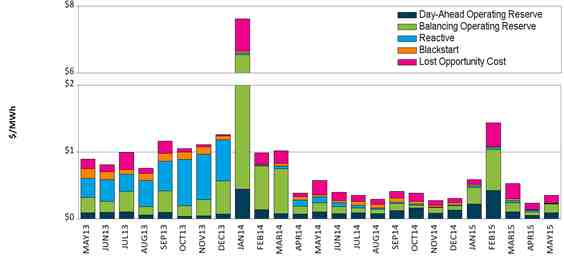 $8
$6
$2
$1
$0
$/MWh
Day-Ahead Operating Reserve
Balancing Operating Reserve
Reactive
Blackstart
Lost Opportunity Cost
MAY13
JUN13
JUL13
AUG13
SEP13
OCT13
NOV13
DEC13
JAN14
FEB14
MAR14
APR14
MAY14
JUN14
JUL14
AUG14
SEP14
OCT14
NOV14
DEC14
JAN15
FEB15
MAR15
APR15
MAY15